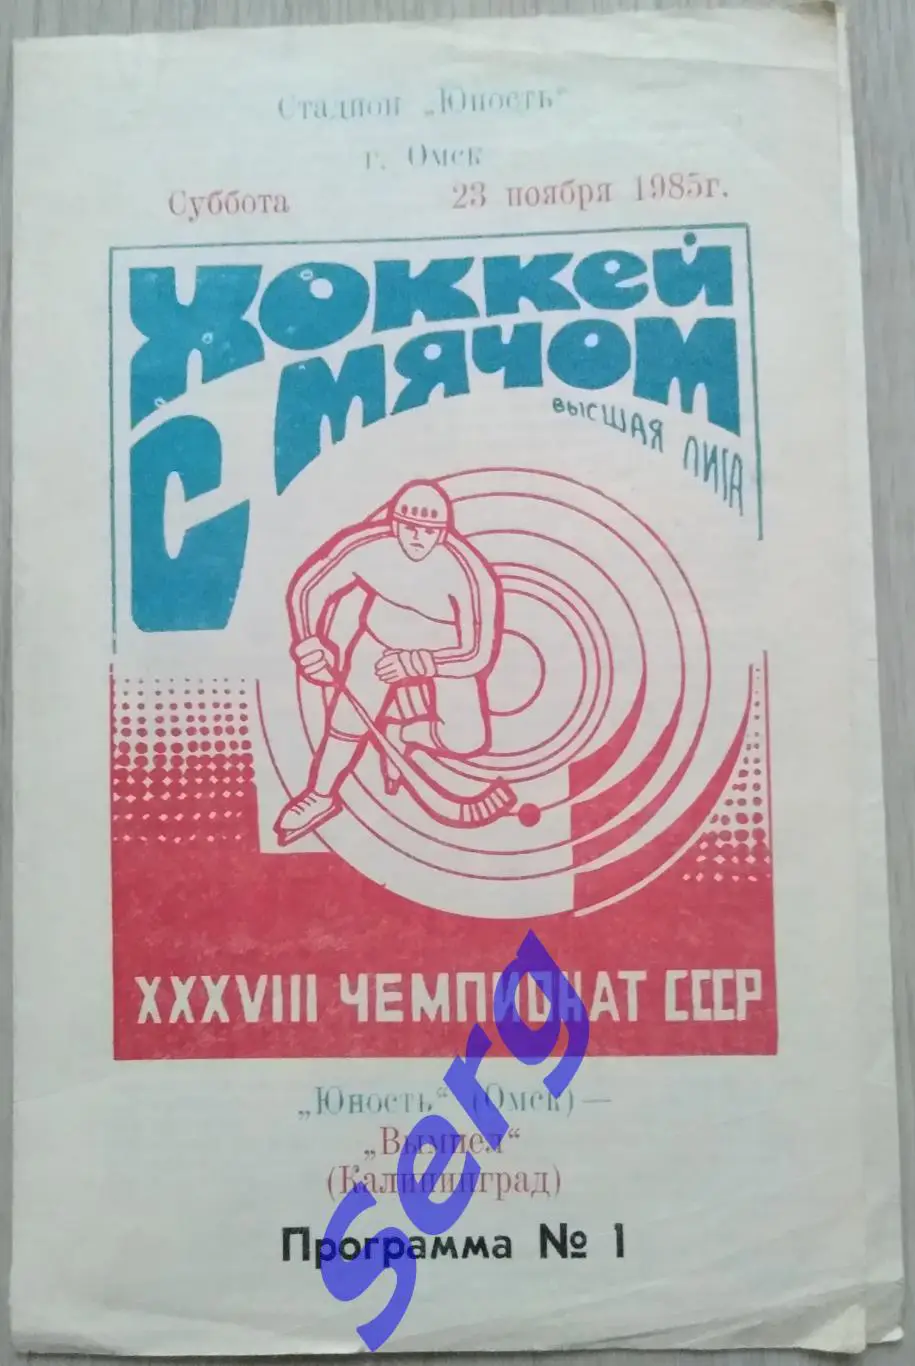 Стадион „Юность“
г. Омск
Суббота 23 ноября 1985г.
Хоккей
с мячом
высшая лига
XXXVIII ЧЕМПИОНАТ СССР
„Юность“ (Омск) —
„Вымпел“
(Калининград)
Программа № 1
Serg